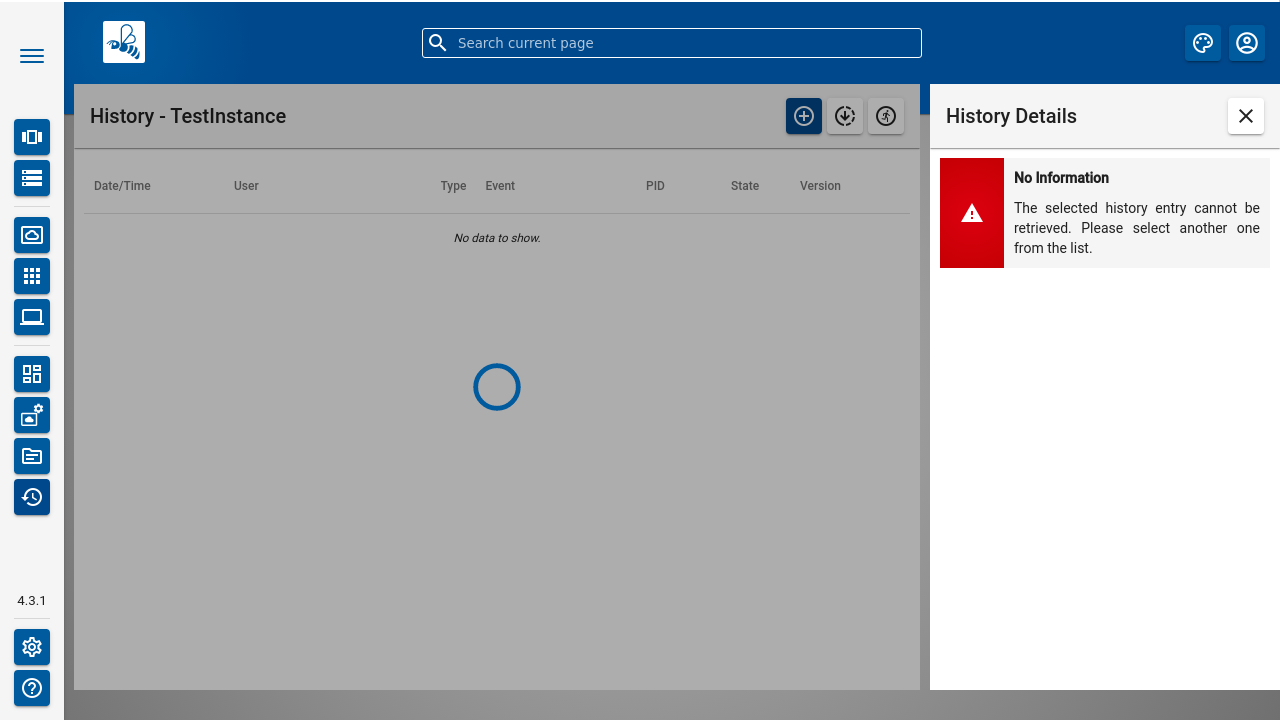 Search current page
History - TestInstance
History Details
Date/Time User Type Event PID State Version
No data to show.
No Information
The selected history entry cannot be
retrieved. Please select another one
from the list.
4.3.1